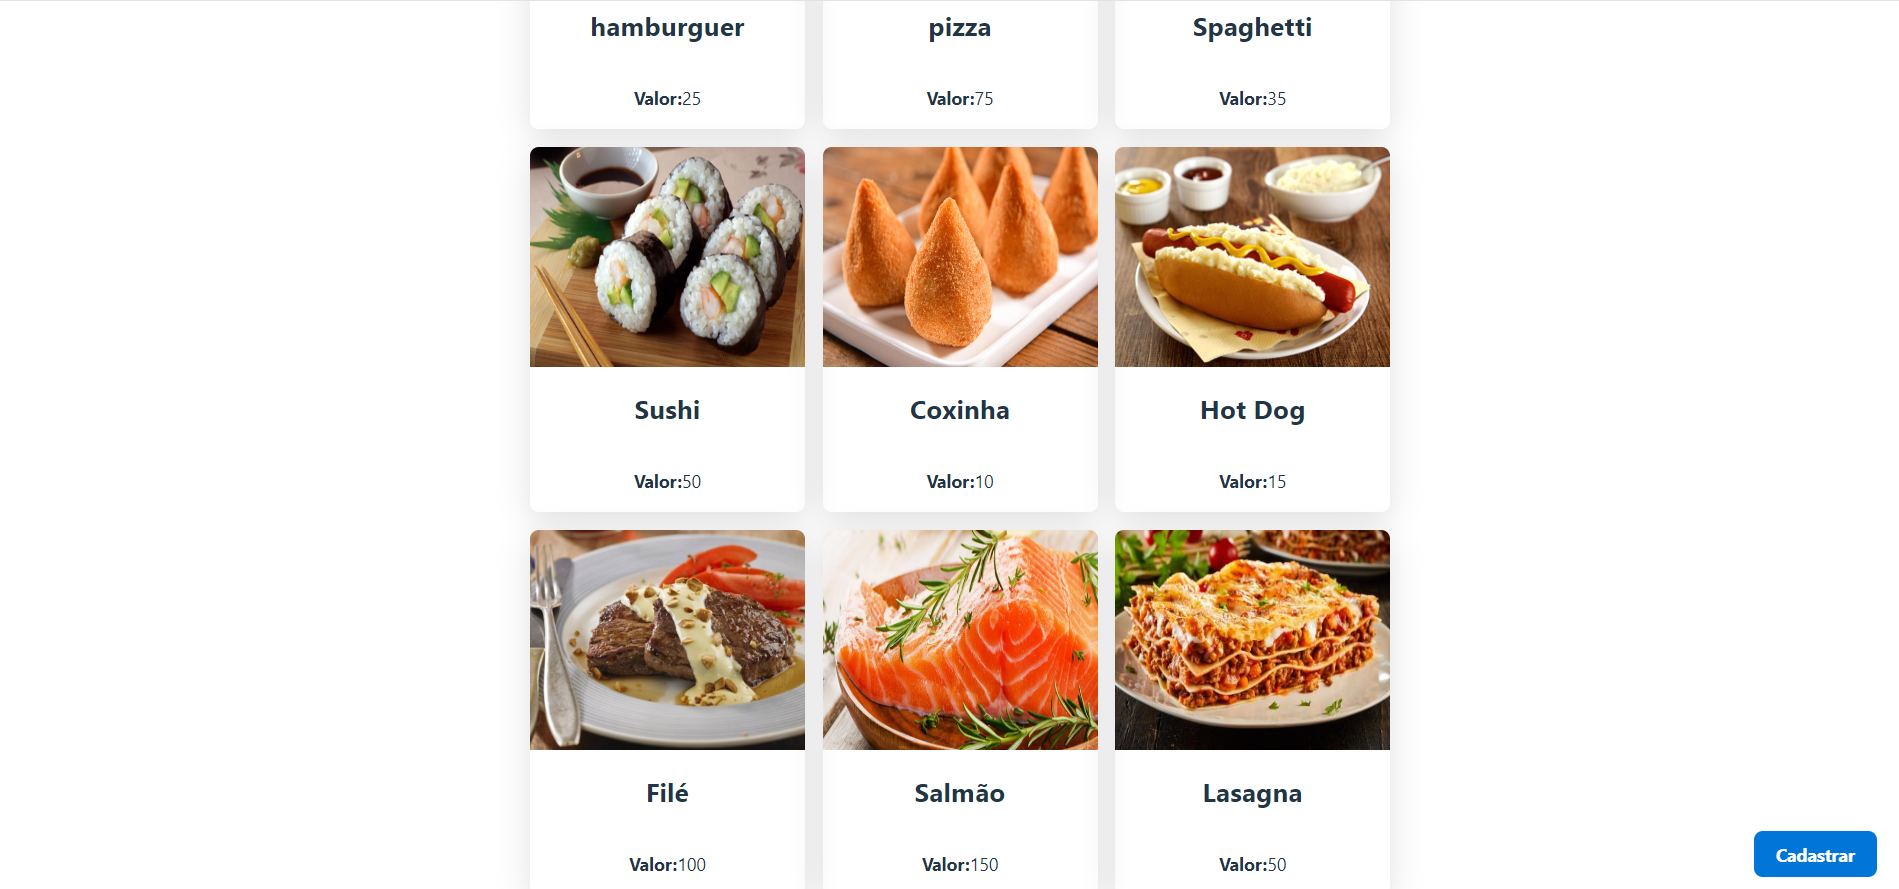 hamburguer
pizza
Spaghetti
Valor:25
Valor:75
Valor:35
Sushi
Coxinha
Hot Dog
Valor:50
Valor:10
Valor:15
Filé
Salmão
Lasagna
Valor:100
Valor:150
Valor:50
Cadastrar